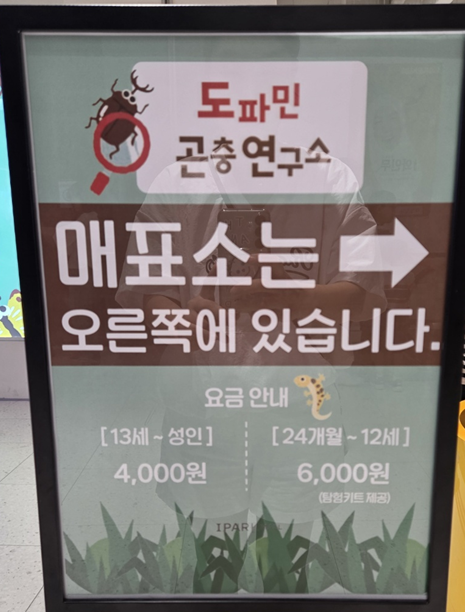 도파민
곤충연구소
매표소는 →
오른쪽에 있습니다.
요금 안내
[13세 ~ 성인]
4,000원
[24개월 ~ 12세]
6,000원
(탐험카트 제공)
IPARK